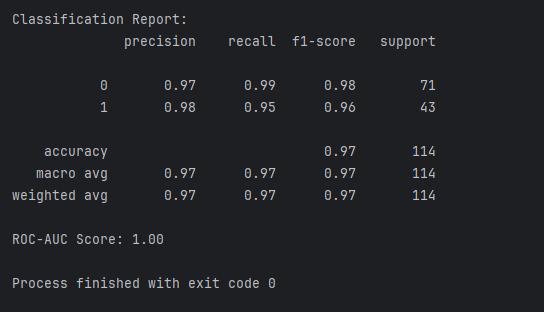 Classification Report:
              precision    recall  f1-score   support

           0       0.97      0.99      0.98        71
           1       0.98      0.95      0.96        43

    accuracy                           0.97       114
   macro avg       0.97      0.97      0.97       114
weighted avg       0.97      0.97      0.97       114

ROC-AUC Score: 1.00

Process finished with exit code 0